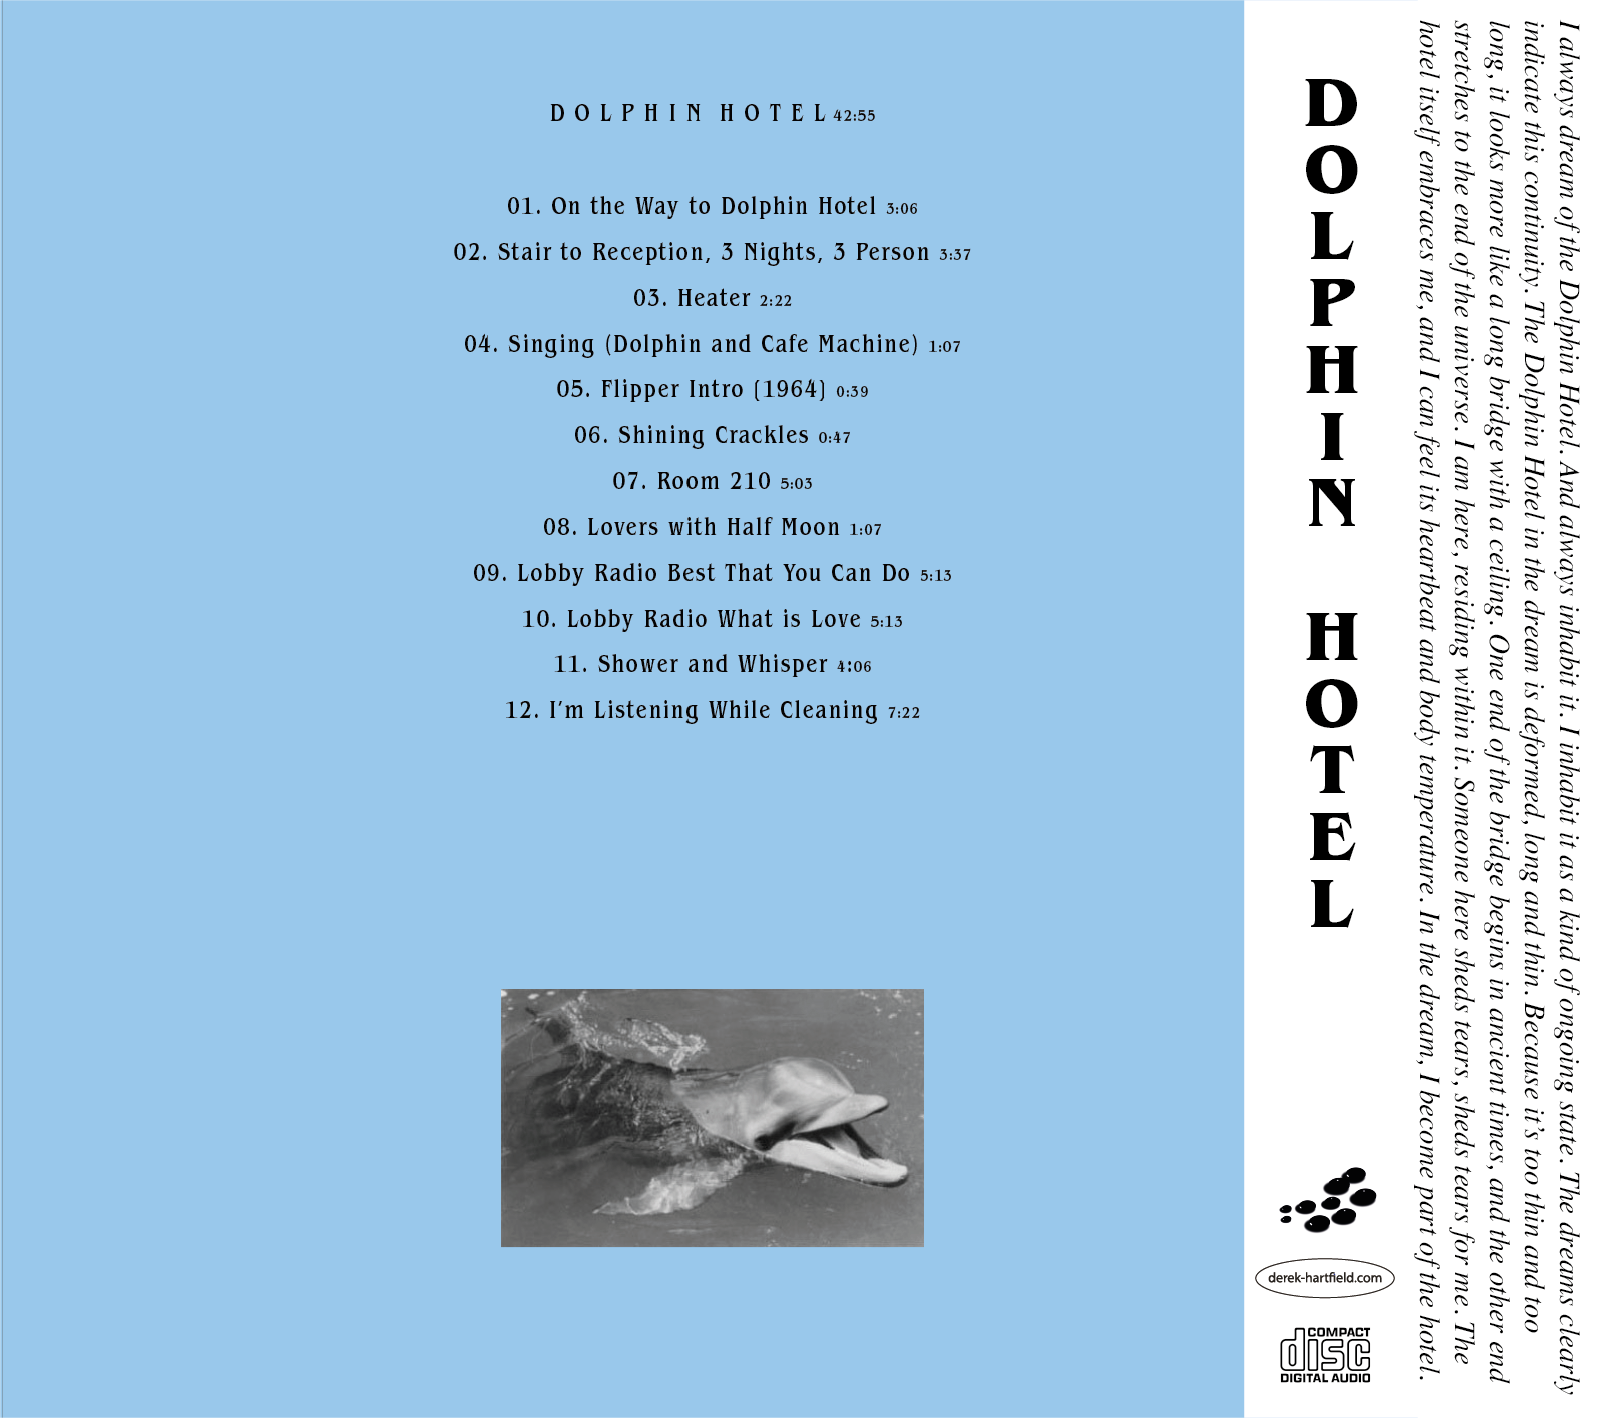 DOLPHIN HOTEL 42:55
01. On the Way to Dolphin Hotel 3:06
02. Stair to Reception, 3 Nights, 3 Person 3:37
03. Heater 2:22
04. Singing (Dolphin and Cafe Machine) 1:07
05. Flipper Intro (1964) 0:39
06. Shining Crackles 0:47
07. Room 210 5:03
08. Lovers with Half Moon 1:07
09. Lobby Radio Best That You Can Do 5:13
10. Lobby Radio What is Love 5:13
11. Shower and Whisper 4:06
12. I'm Listening While Cleaning 7:22
DOLPHIN HOTEL
derek-hartfield.com
COMPACT
disc
DIGITAL AUDIO
I always dream of the Dolphin Hotel. And always inhabit it. I inhabit it as a kind of ongoing state. The dreams clearly
indicate this continuity. The Dolphin Hotel in the dream is deformed, long and thin. Because it's too thin and too
long, it looks more like a long bridge with a ceiling. One end of the bridge begins in ancient times, and the other end
stretches to the end of the universe. I am here, residing within it. Someone here sheds tears, sheds tears for me. The
hotel itself embraces me, and I can feel its heartbeat and body temperature. In the dream, I become part of the hotel.